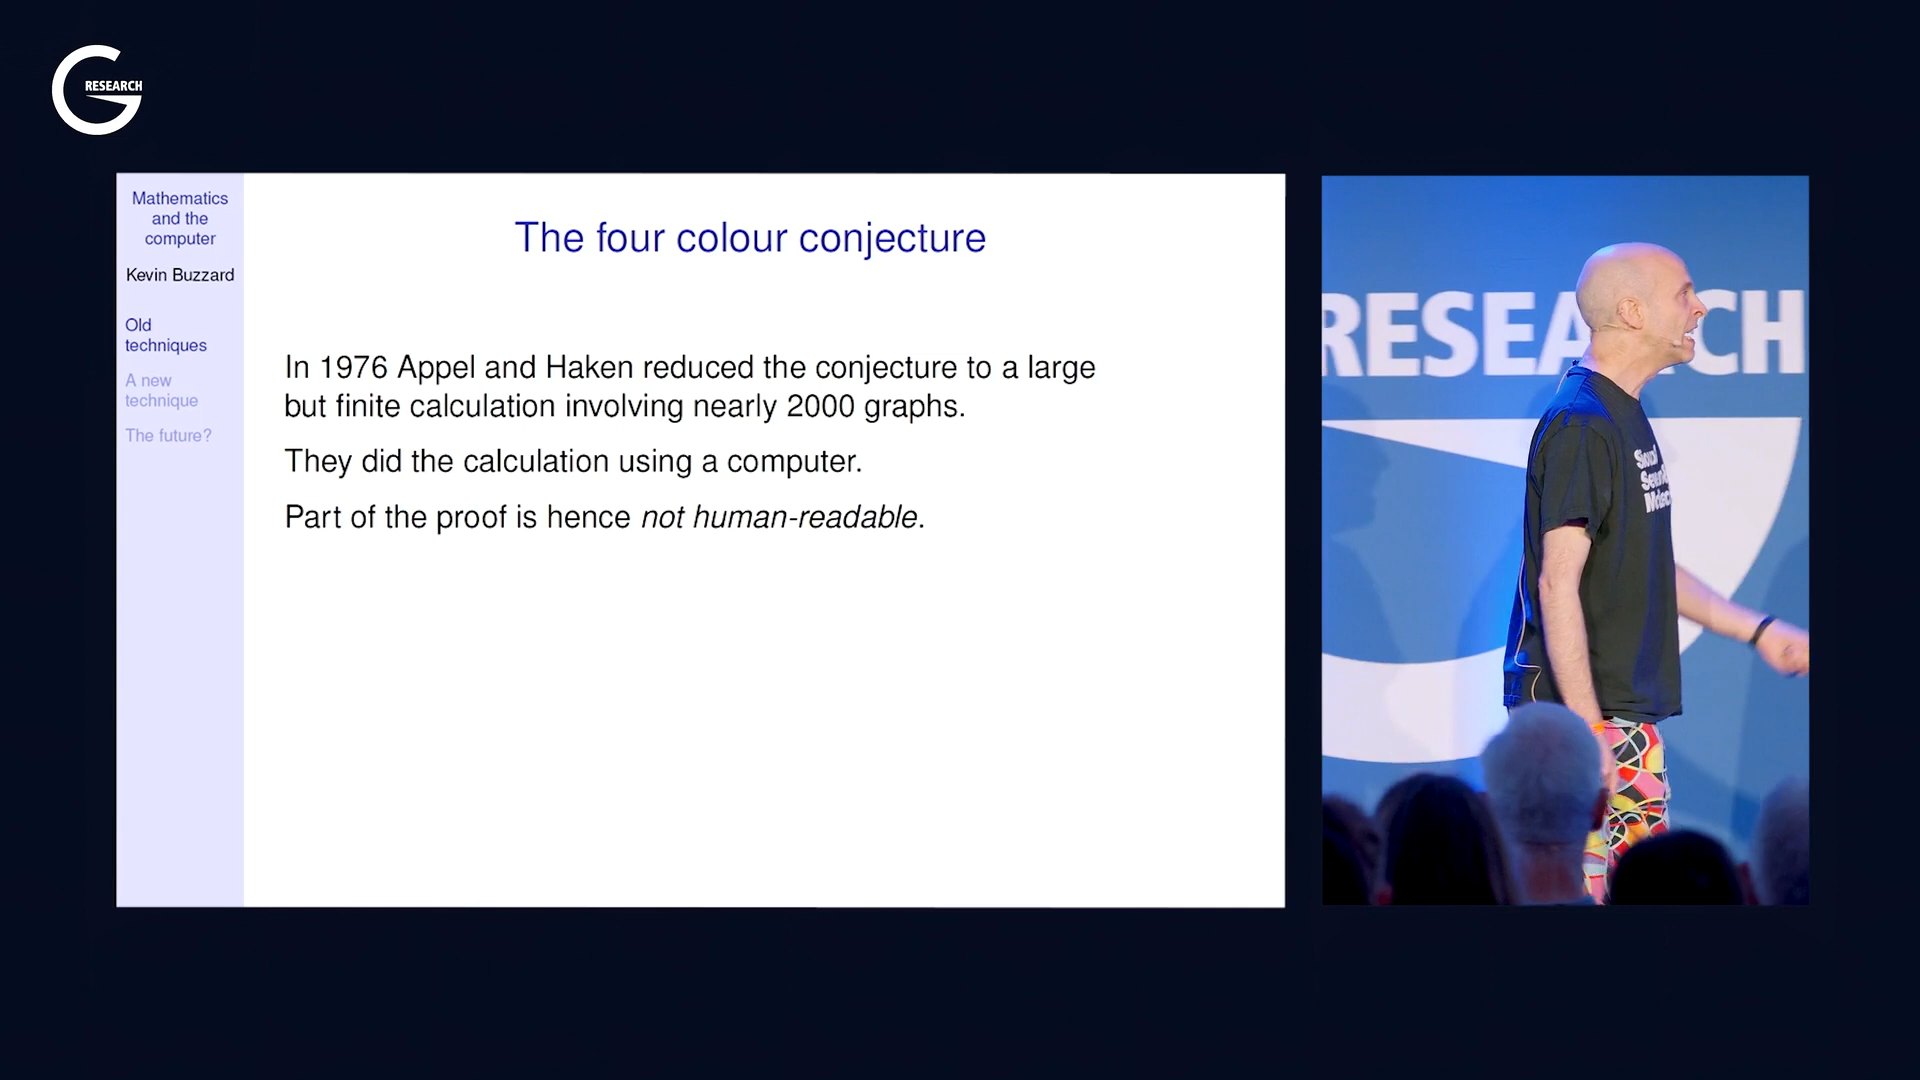 RESEARCH
Mathematics
and the
computer
Kevin Buzzard
Old
techniques
A new
technique
The future?
The four colour conjecture
In 1976 Appel and Haken reduced the conjecture to a large
but finite calculation involving nearly 2000 graphs.
They did the calculation using a computer.
Part of the proof is hence not human-readable.
RESEARCH